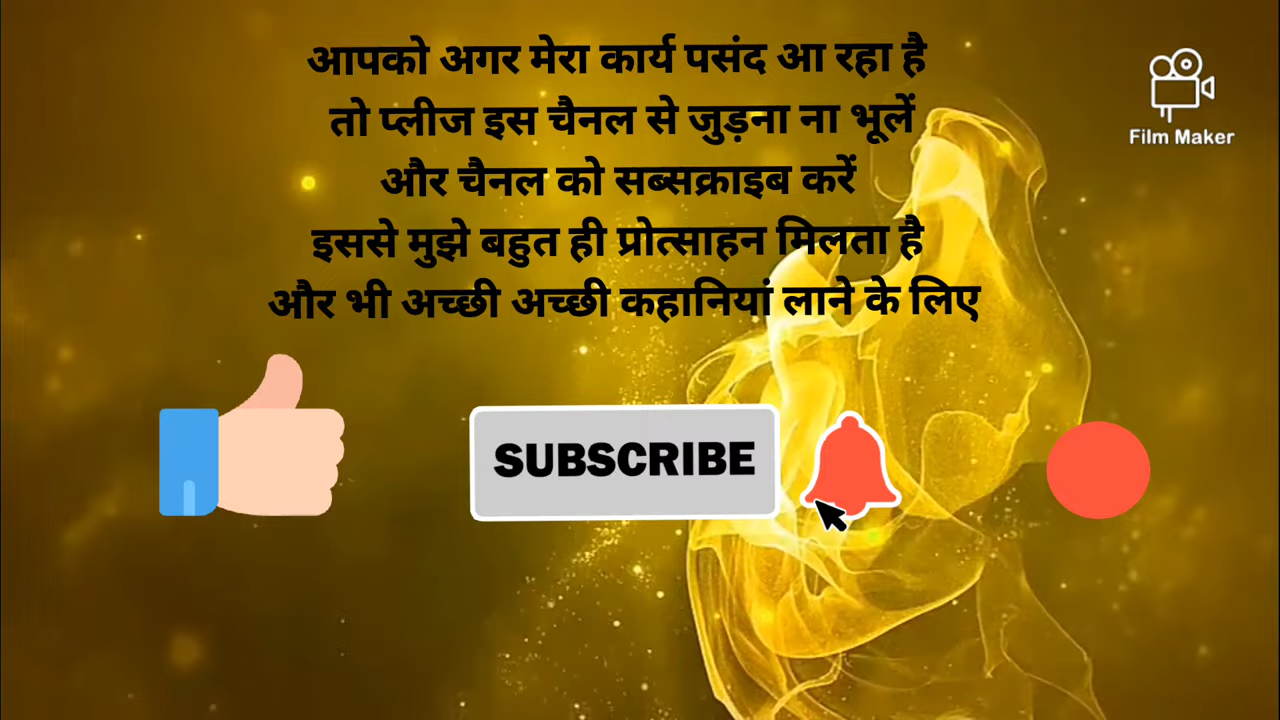 आपको अगर मेरा कार्य पसंद आ रहा है
तो प्लीज इस चैनल से जुड़ना ना भूलें
और चैनल को सब्सक्राइब करें
इससे मुझे बहुत ही प्रोत्साहन मिलता है
और भी अच्छी अच्छी कहानियां लाने के लिए
Film Maker
SUBSCRIBE